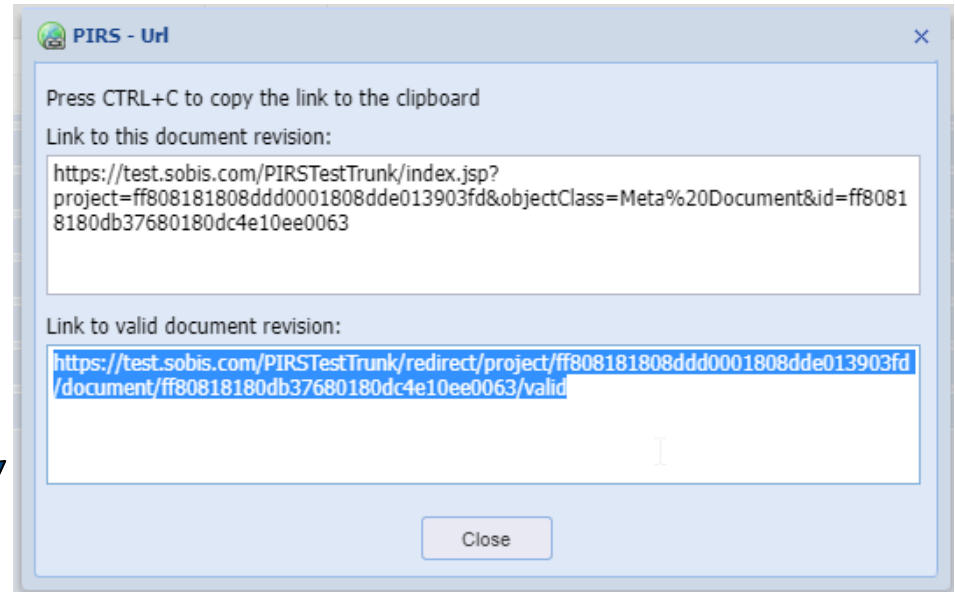 PIRS - Url
Press CTRL+C to copy the link to the clipboard
Link to this document revision:
https://test.sobis.com/PIRSTestTrunk/index.jsp?
project=ff808181808ddd0001808dde013903fd&objectClass=Meta%20Document&id=ff8081
8180db37680180dc4e10ee0063
Link to valid document revision:
https://test.sobis.com/PIRSTestTrunk/redirect/project/ff808181808ddd0001808dde013903fd
/document/ff80818180db37680180dc4e10ee0063/valid
Close